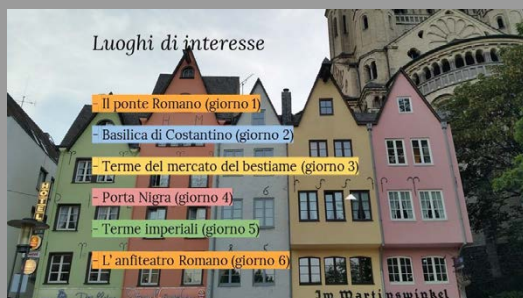 Luoghi di interesse
- Il ponte Romano (giorno 1)
- Basilica di Costantino (giorno 2)
- Terme del mercato del bestiame (giorno 3)
- Porta Nigra (giorno 4)
- Terme imperiali (giorno 5)
- L' anfiteatro Romano (giorno 6)
Im Martinswinkel